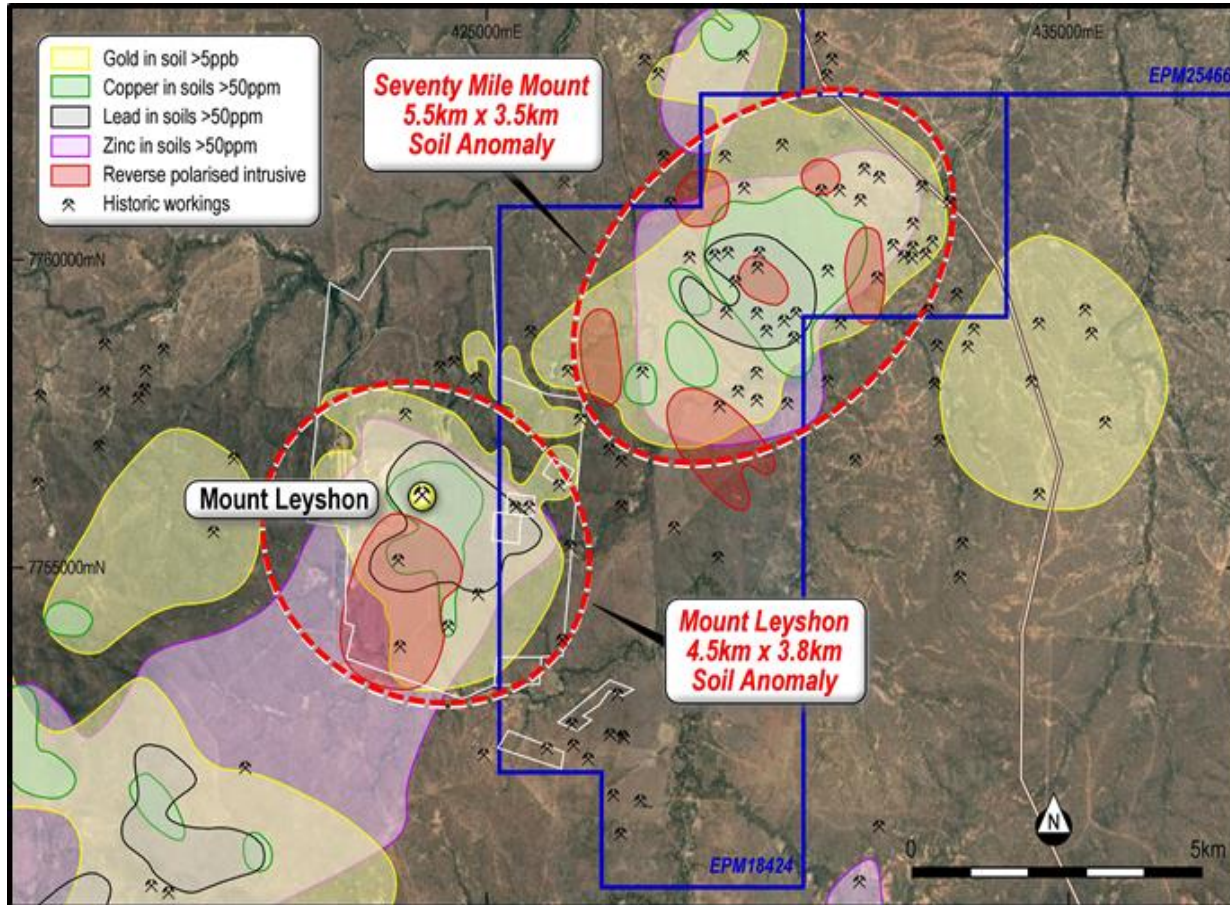 425000mE
435000mE
Gold in soil >5ppb
Copper in soils >50ppm
Lead in soils >50ppm
Zinc in soils >50ppm
Reverse polarised intrusive
Historic workings
Seventy Mile Mount
5.5km x 3.5km
Soil Anomaly
EPM25466
7760000mN
Mount Leyshon
7755000mN
Mount Leyshon
4.5km x 3.8km
Soil Anomaly
N
0
5km
EPM18424